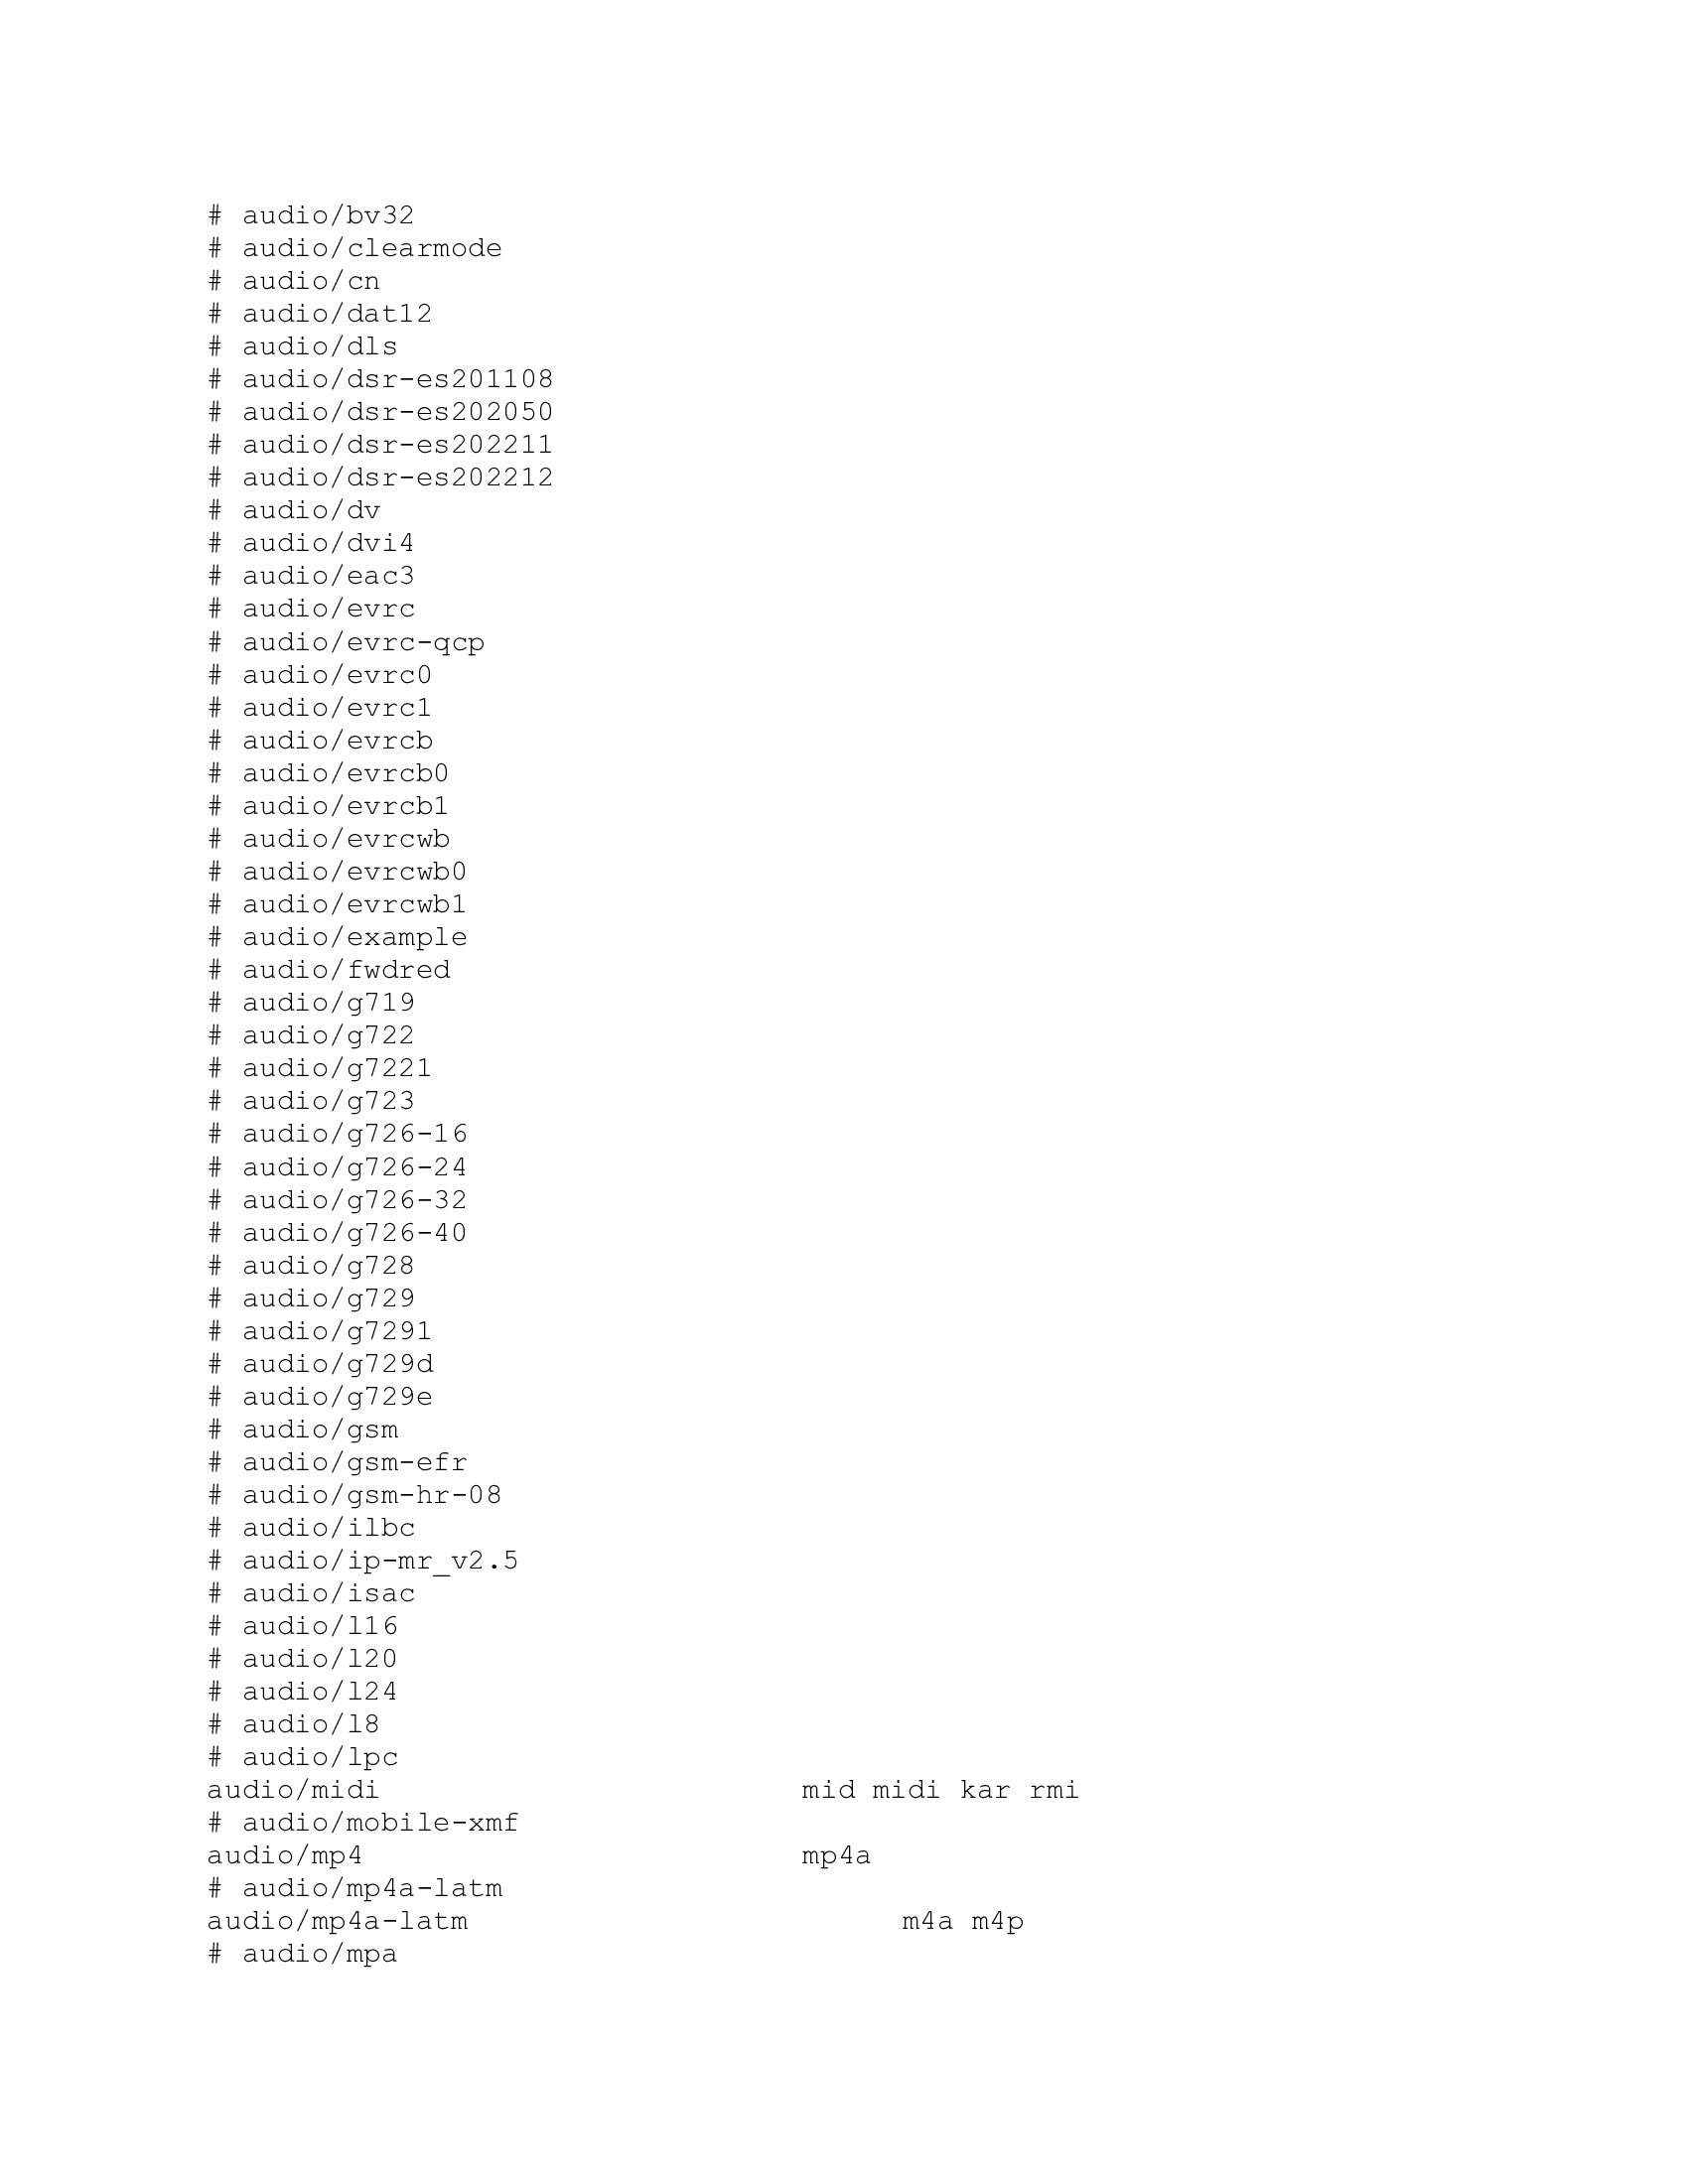 # audio/bv32
# audio/clearmode
# audio/cn
# audio/dat12
# audio/dls
# audio/dsr-es201108
# audio/dsr-es202050
# audio/dsr-es202211
# audio/dsr-es202212
# audio/dv
# audio/dvi4
# audio/eac3
# audio/evrc
# audio/evrc-qcp
# audio/evrc0
# audio/evrc1
# audio/evrcb
# audio/evrcb0
# audio/evrcb1
# audio/evrcwb
# audio/evrcwb0
# audio/evrcwb1
# audio/example
# audio/fwdred
# audio/g719
# audio/g722
# audio/g7221
# audio/g723
# audio/g726-16
# audio/g726-24
# audio/g726-32
# audio/g726-40
# audio/g728
# audio/g729
# audio/g7291
# audio/g729d
# audio/g729e
# audio/gsm
# audio/gsm-efr
# audio/gsm-hr-08
# audio/ilbc
# audio/ip-mr_v2.5
# audio/isac
# audio/l16
# audio/l20
# audio/l24
# audio/l8
# audio/lpc
audio/midi                        mid midi kar rmi
# audio/mobile-xmf
audio/mp4                         mp4a
# audio/mp4a-latm
audio/mp4a-latm                         m4a m4p
# audio/mpa